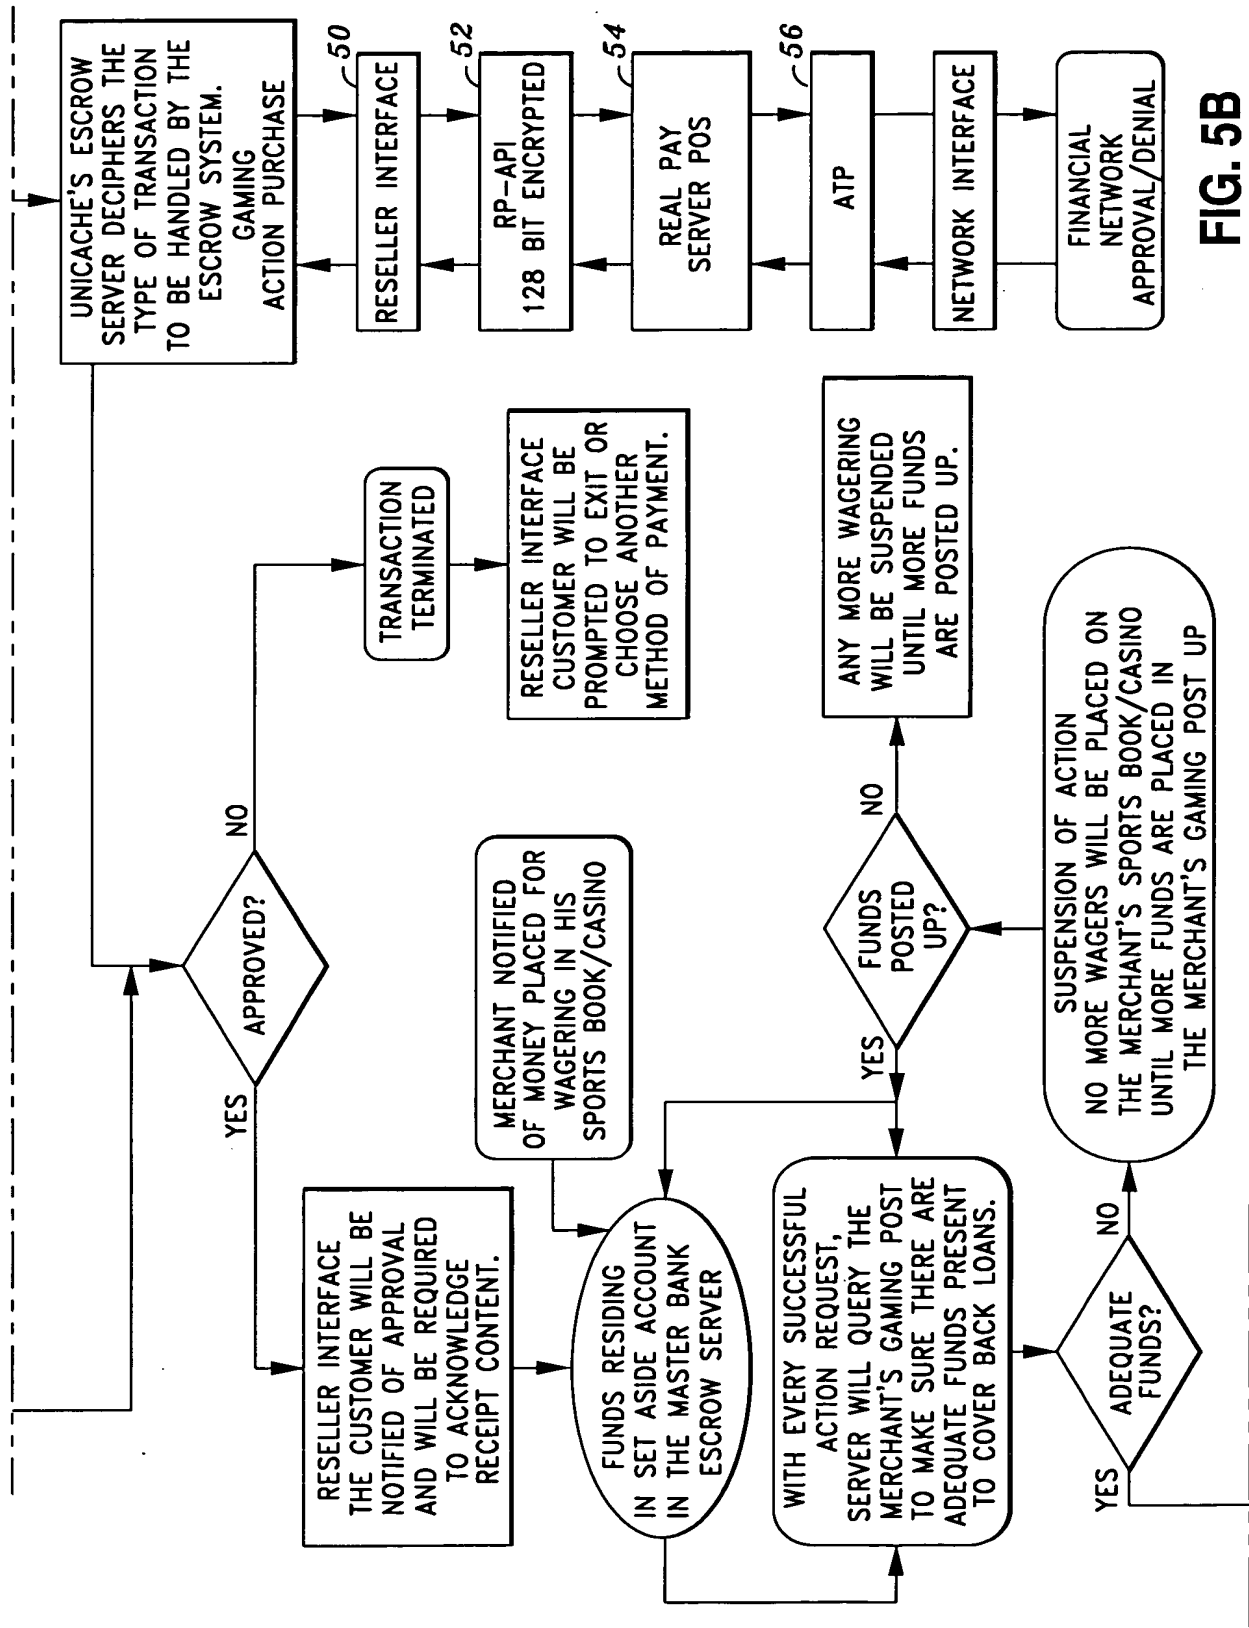 UNICACHE'S ESCROW
SERVER DECIPHERS THE
TYPE OF TRANSACTION
TO BE HANDLED BY THE
ESCROW SYSTEM.
GAMING
ACTION PURCHASE
50
RESELLER INTERFACE
52
RP-API
128 BIT ENCRYPTED
54
REAL PAY
SERVER POS
56
ATP
NETWORK INTERFACE
FINANCIAL
NETWORK
APPROVAL/DENIAL
APPROVED?
NO
YES
TRANSACTION
TERMINATED
RESELLER INTERFACE
CUSTOMER WILL BE
PROMPTED TO EXIT OR
CHOOSE ANOTHER
METHOD OF PAYMENT.
RESELLER INTERFACE
THE CUSTOMER WILL BE
NOTIFIED OF APPROVAL
AND WILL BE REQUIRED
TO ACKNOWLEDGE
RECEIPT CONTENT.
MERCHANT NOTIFIED
OF MONEY PLACED FOR
WAGERING IN HIS
SPORTS BOOK/CASINO
FUNDS RESIDING
IN SET ASIDE ACCOUNT
IN THE MASTER BANK
ESCROW SERVER
WITH EVERY SUCCESSFUL
ACTION REQUEST,
SERVER WILL QUERY THE
MERCHANT'S GAMING POST
TO MAKE SURE THERE ARE
ADEQUATE FUNDS PRESENT
TO COVER BACK LOANS.
FUNDS
POSTED
UP?
YES
NO
ANY MORE WAGERING
WILL BE SUSPENDED
UNTIL MORE FUNDS
ARE POSTED UP.
ADEQUATE
FUNDS?
YES
NO
SUSPENSION OF ACTION
NO MORE WAGERS WILL BE PLACED ON
THE MERCHANT'S SPORTS BOOK/CASINO
UNTIL MORE FUNDS ARE PLACED IN
THE MERCHANT'S GAMING POST UP
FIG. 5B